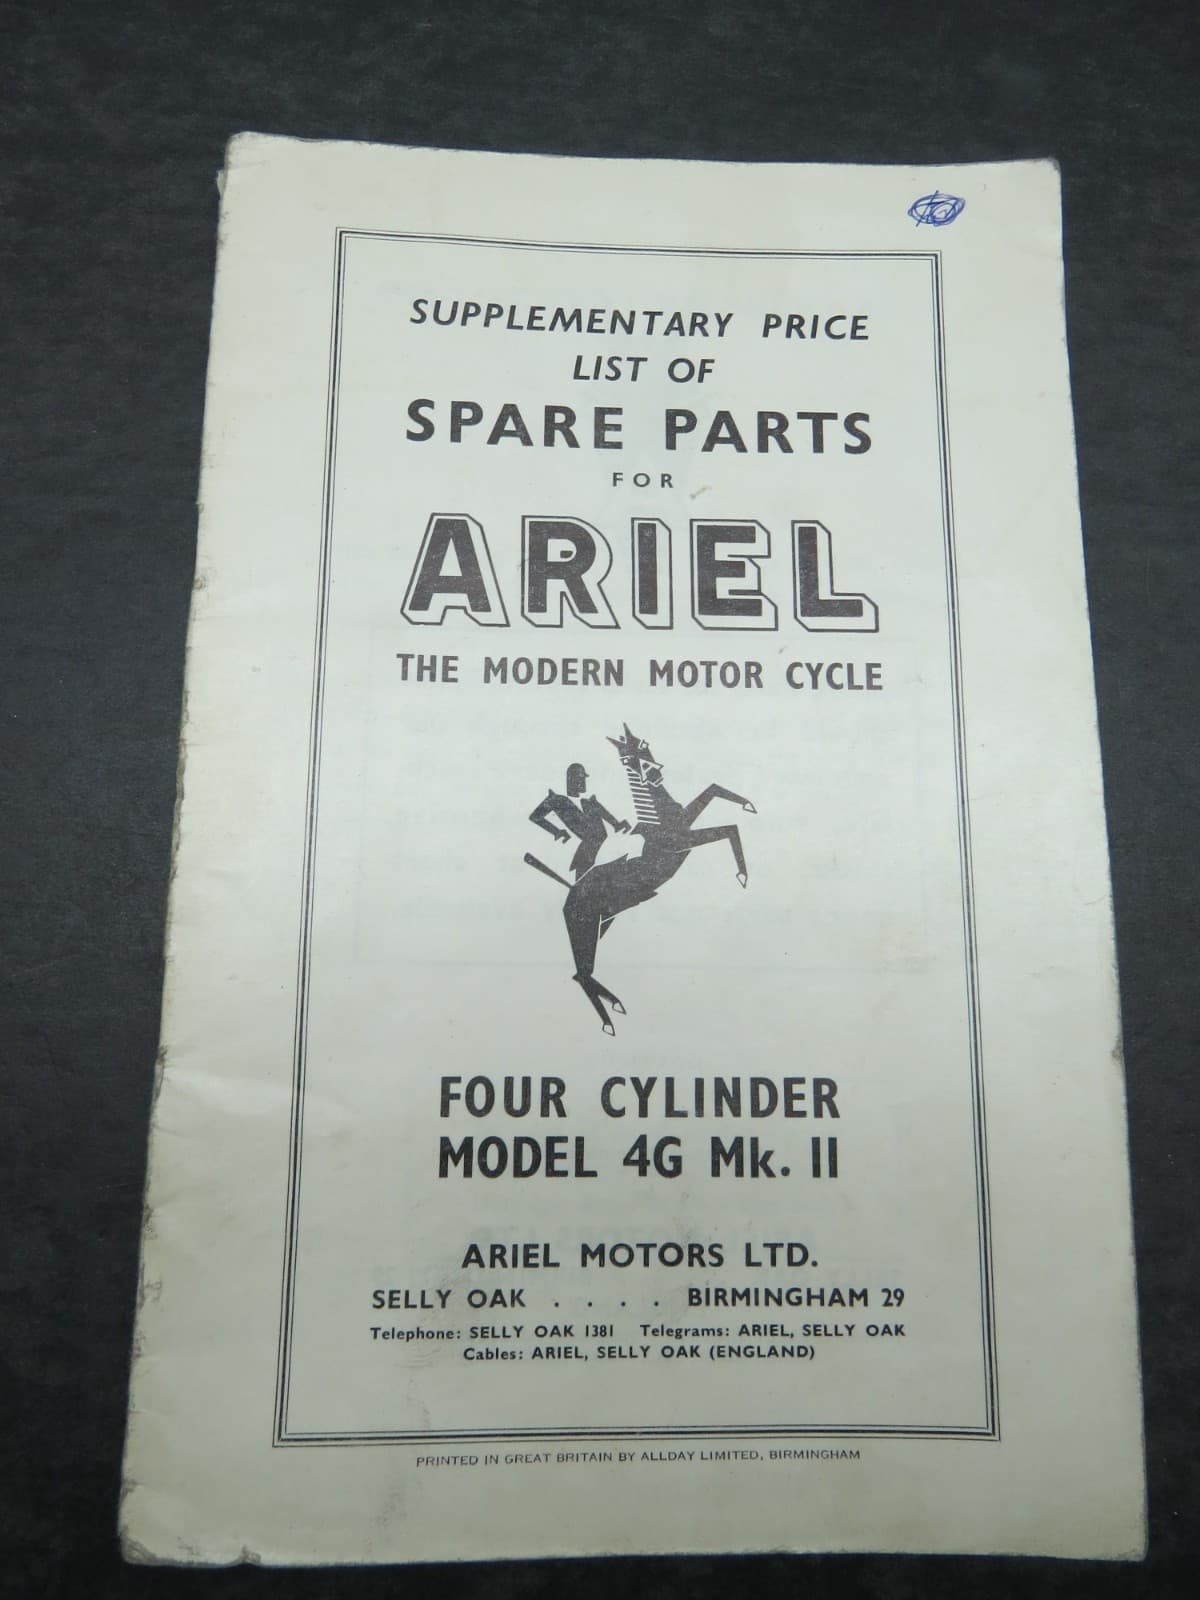 SUPPLEMENTARY PRICE
LIST OF
SPARE PARTS
FOR
ARIEL
THE MODERN MOTOR CYCLE
FOUR CYLINDER
MODEL 4G Mk. II
ARIEL MOTORS LTD.
SELLY OAK . . . . BIRMINGHAM 29
Telephone: SELLY OAK 1381 Telegrams: ARIEL, SELLY OAK
Cables: ARIEL, SELLY OAK (ENGLAND)
PRINTED IN GREAT BRITAIN BY ALLDAY LIMITED, BIRMINGHAM